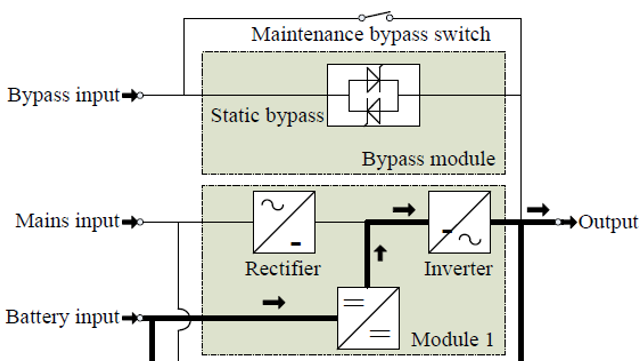 Maintenance bypass switch
Bypass input
Static bypass
Bypass module
Mains input
Output
Rectifier
Inverter
Battery input
Module 1